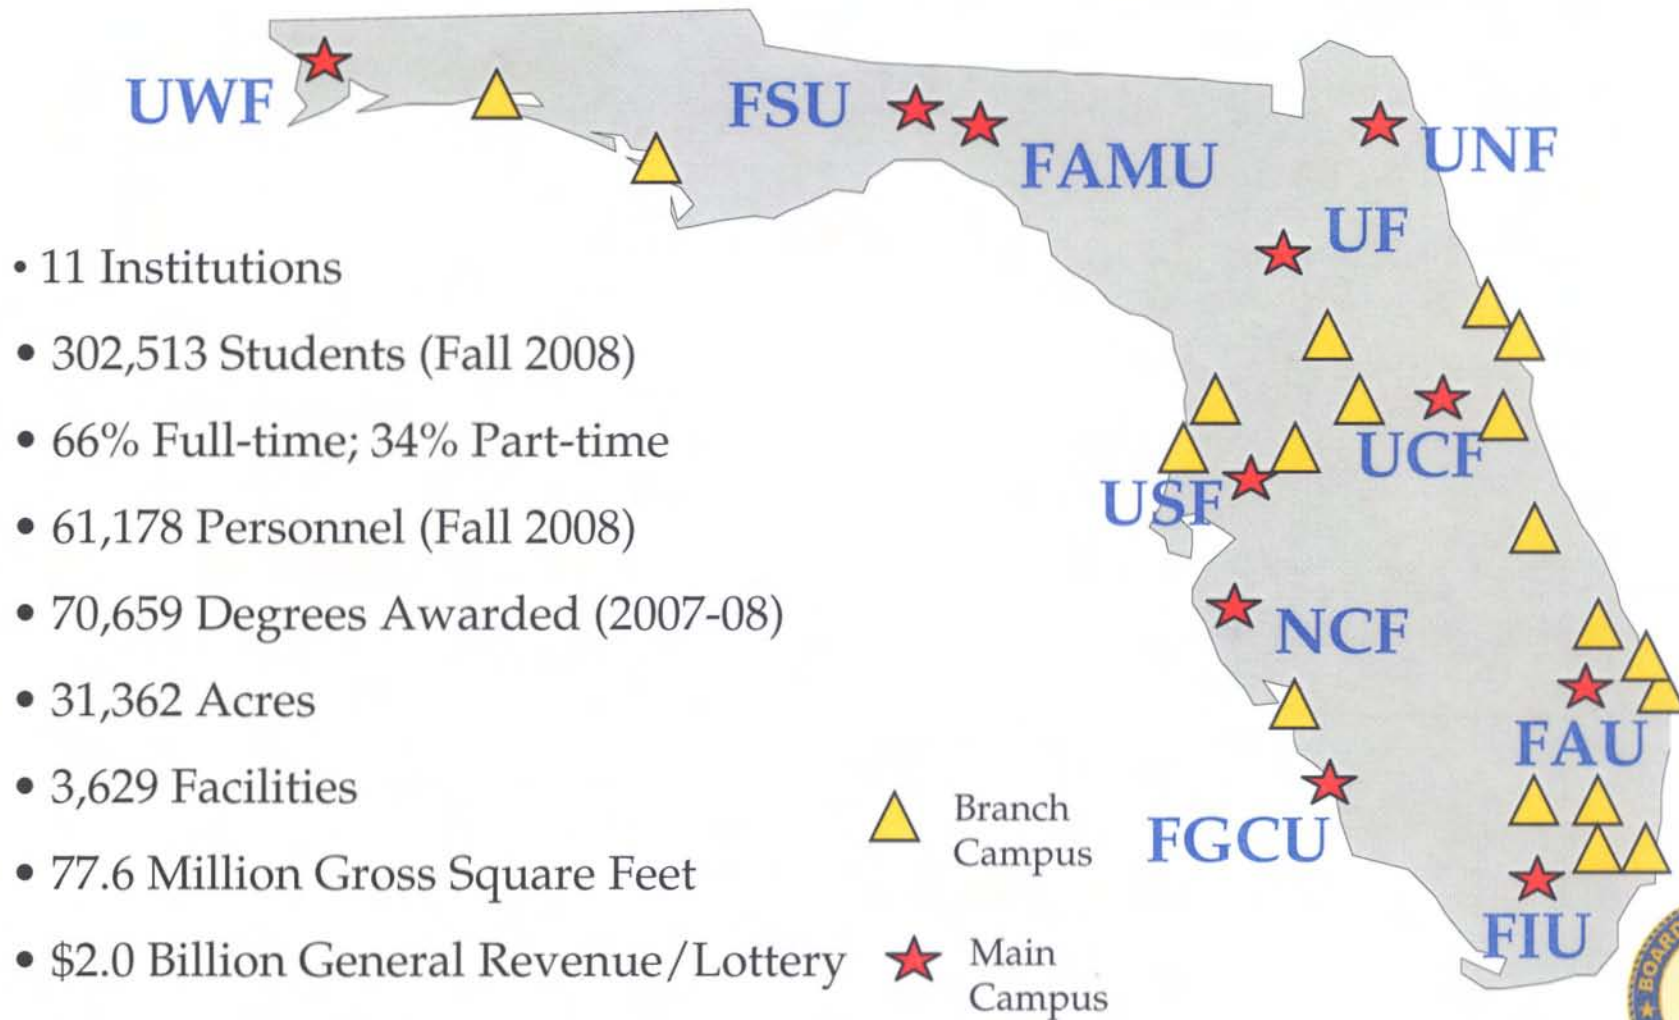 UWF
FSU
FAMU
UNF
UF
• 11 Institutions
• 302,513 Students (Fall 2008)
• 66% Full-time; 34% Part-time
UCF
USF
• 61,178 Personnel (Fall 2008)
• 70,659 Degrees Awarded (2007-08)
NCF
• 31,362 Acres
FAU
• 3,629 Facilities
Branch
Campus
FGCU
• 77.6 Million Gross Square Feet
FIU
• $2.0 Billion General Revenue/Lottery
Main
Campus
BOARD